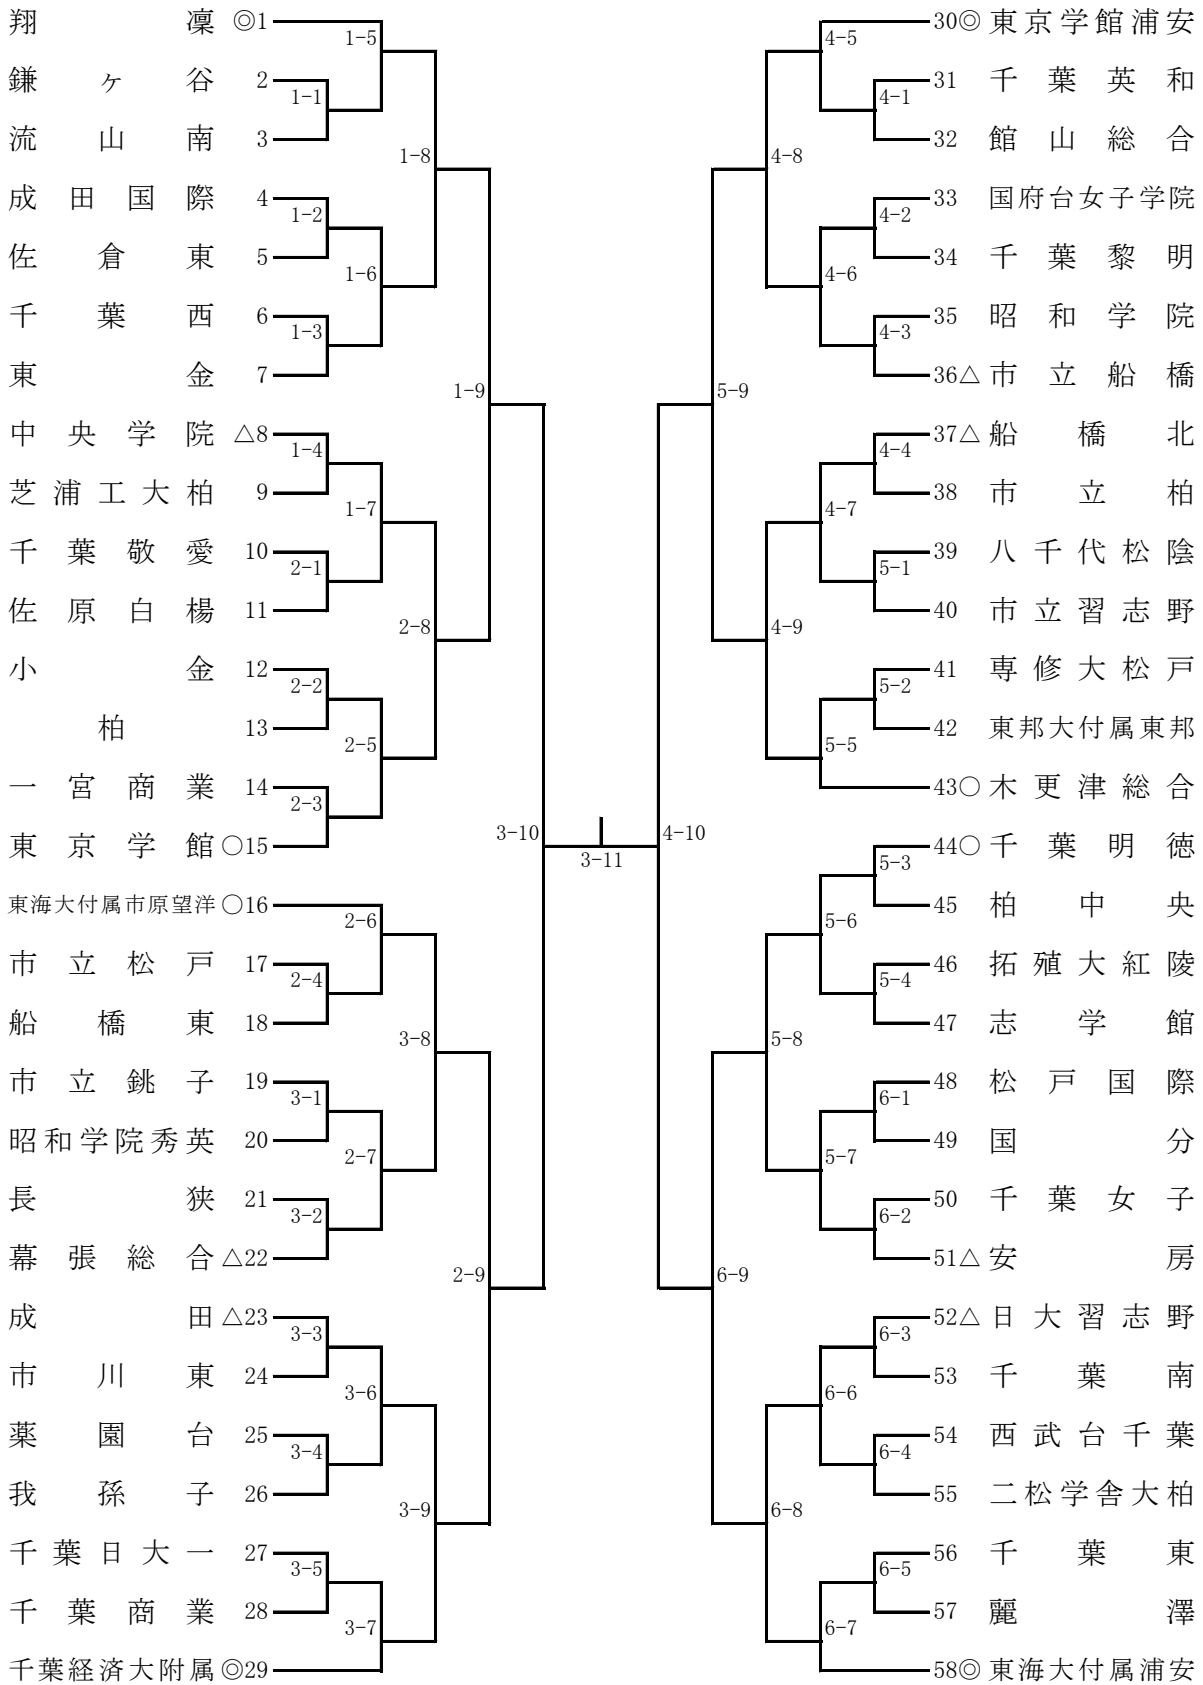 翔凜 ◎1
1-5
鎌ヶ谷 2
1-1
流山南 3
1-8
成田国際 4
1-2
佐倉東 5
1-6
千葉西 6
1-3
東金 7
1-9
中央学院 △8
1-4
芝浦工大柏 9
1-7
千葉敬愛 10
2-1
佐原白楊 11
2-8
小金 12
2-2
柏 13
2-5
一宮商業 14
2-3
東京学館 ○15
3-10
東海大付属市原望洋 ○16
2-6
市立松戸 17
2-4
船橋東 18
3-8
市立銚子 19
3-1
昭和学院秀英 20
2-7
長狭 21
3-2
幕張総合 △22
2-9
成田 △23
3-3
市川東 24
3-6
薬園台 25
3-4
我孫子 26
3-9
千葉日大一 27
3-5
千葉商業 28
3-7
千葉経済大附属 ◎29
3-11
30◎ 東京学館浦安
4-5
31 千葉英和
4-1
32 館山総合
4-8
33 国府台女子学院
4-2
34 千葉黎明
4-6
35 昭和学院
4-3
36△ 市立船橋
5-9
37△ 船橋北
4-4
38 市立柏
4-7
39 八千代松陰
5-1
40 市立習志野
4-9
41 専修大松戸
5-2
42 東邦大付属東邦
5-5
43○ 木更津総合
4-10
44○ 千葉明徳
5-3
45 柏中央
5-6
46 拓殖大紅陵
5-4
47 志学館
5-8
48 松戸国際
6-1
49 国分
5-7
50 千葉女子
6-2
51△ 安房
6-9
52△ 日大習志野
6-3
53 千葉南
6-6
54 西武台千葉
6-4
55 二松学舎大柏
6-8
56 千葉東
6-5
57 麗澤
6-7
58◎ 東海大付属浦安